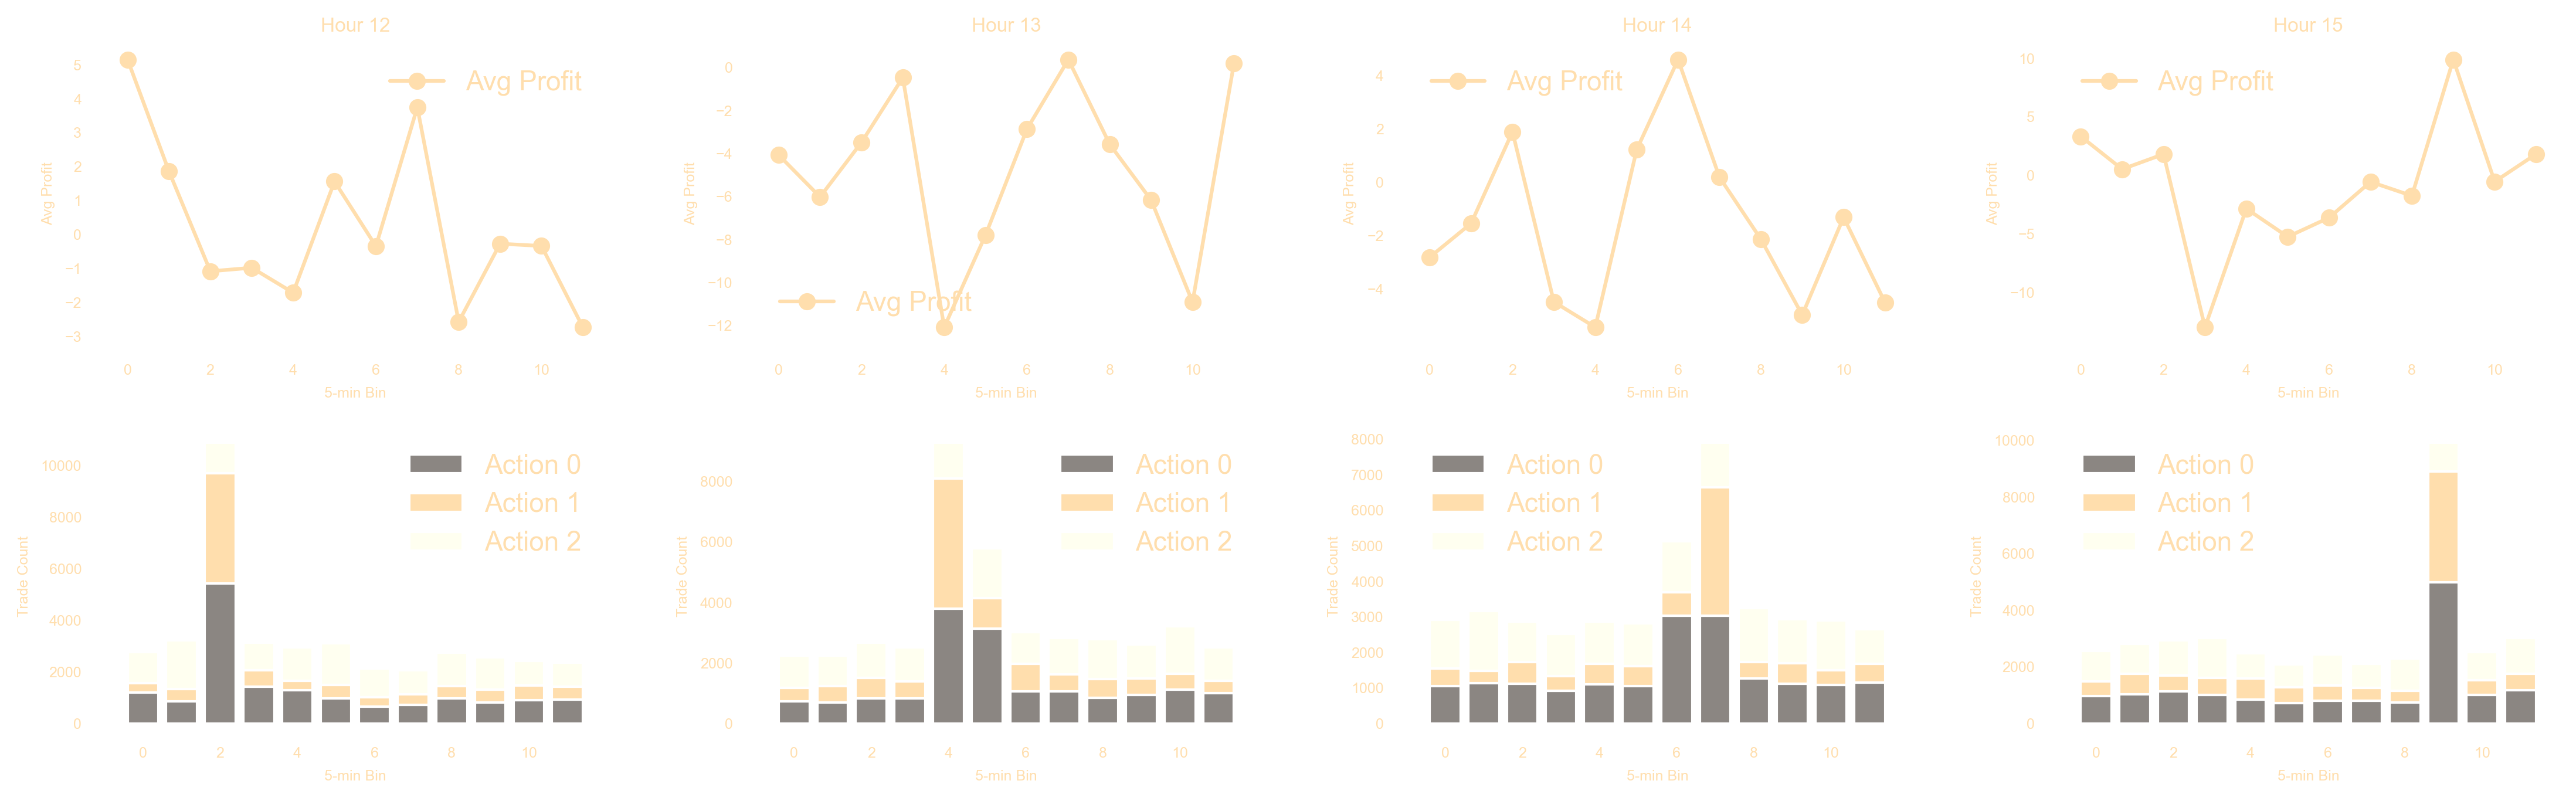 Hour 12
Avg Profit
Avg Profit
5
4
3
2
1
0
−1
−2
−3
0 2 4 6 8 10
5-min Bin
Hour 13
Avg Profit
Avg Profit
0
−2
−4
−6
−8
−10
−12
0 2 4 6 8 10
5-min Bin
Hour 14
Avg Profit
Avg Profit
4
2
0
−2
−4
0 2 4 6 8 10
5-min Bin
Hour 15
Avg Profit
Avg Profit
10
5
0
−5
−10
0 2 4 6 8 10
5-min Bin
Trade Count
10000
8000
6000
4000
2000
0
Action 0
Action 1
Action 2
0 2 4 6 8 10
5-min Bin
Trade Count
8000
6000
4000
2000
0
Action 0
Action 1
Action 2
0 2 4 6 8 10
5-min Bin
Trade Count
8000
7000
6000
5000
4000
3000
2000
1000
0
Action 0
Action 1
Action 2
0 2 4 6 8 10
5-min Bin
Trade Count
10000
8000
6000
4000
2000
0
Action 0
Action 1
Action 2
0 2 4 6 8 10
5-min Bin